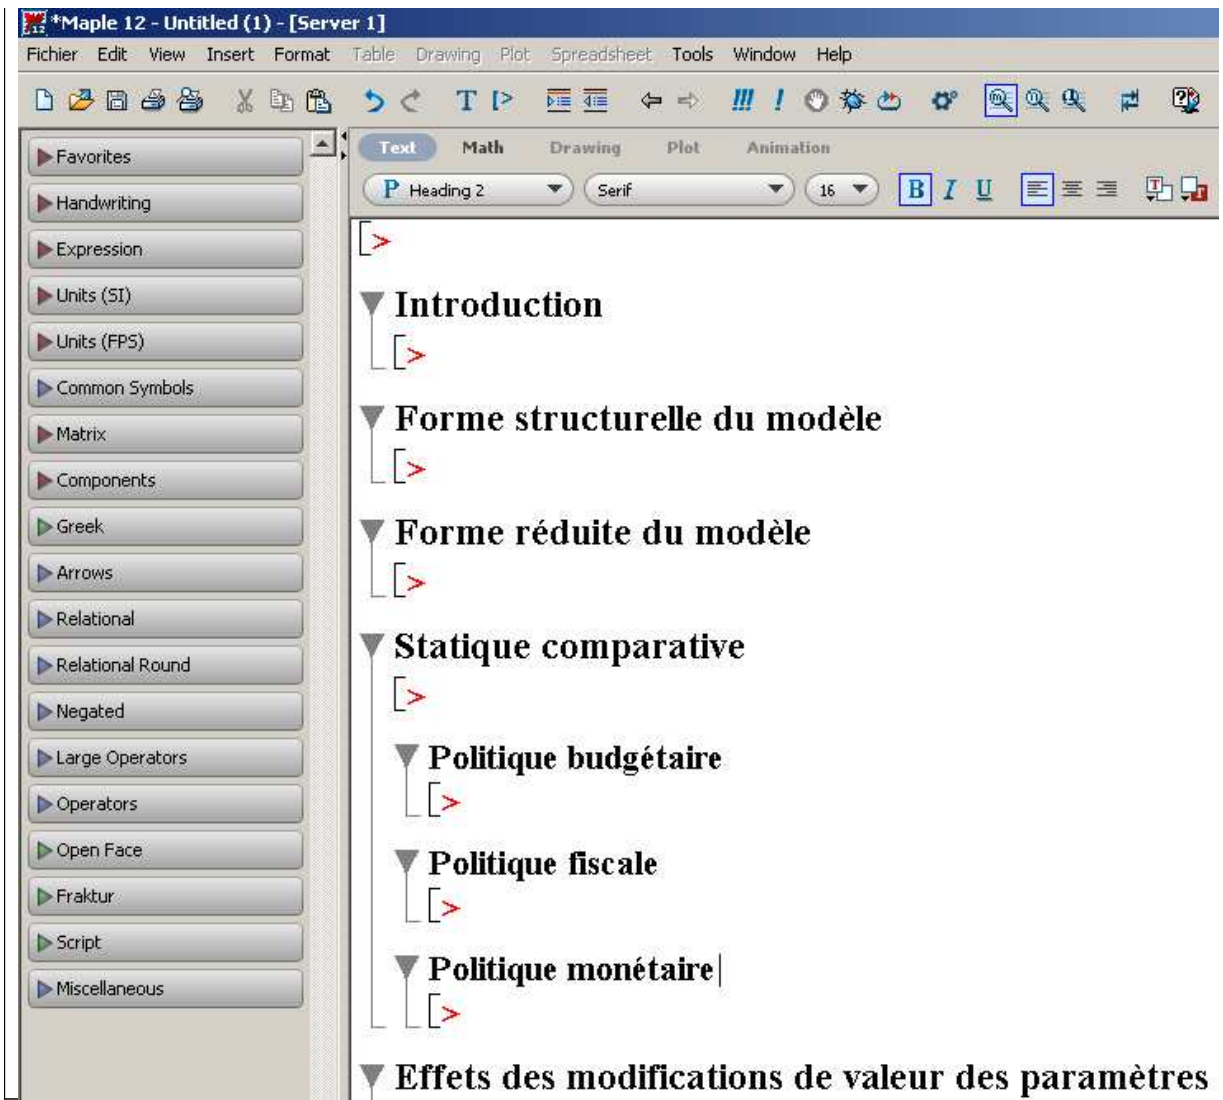 *Maple 12 - Untitled (1) - [Server 1]
Fichier Edit View Insert Format Table Drawing Plot Spreadsheet Tools Window Help
Text Math Drawing Plot Animation
P Heading 2 Serif 16 B I U
Favorites
Handwriting
Expression
Units (SI)
Units (FPS)
Common Symbols
Matrix
Components
Greek
Arrows
Relational
Relational Round
Negated
Large Operators
Operators
Open Face
Fraktur
Script
Miscellaneous
[>
Introduction
[>
Forme structurelle du modèle
[>
Forme réduite du modèle
[>
Statique comparative
[>
Politique budgétaire
[>
Politique fiscale
[>
Politique monétaire
[>
Effets des modifications de valeur des paramètres